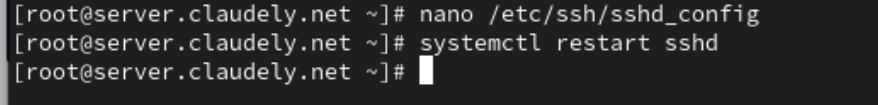 [root@server.claudely.net ~]# nano /etc/ssh/sshd_config
[root@server.claudely.net ~]# systemctl restart sshd
[root@server.claudely.net ~]#